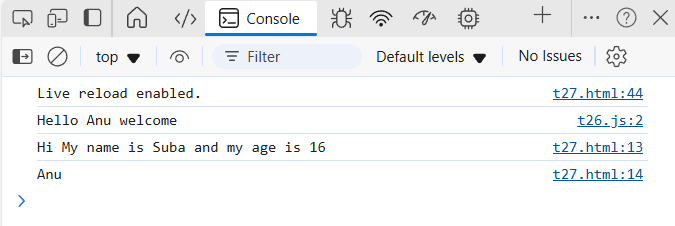 Console
top Filter Default levels No Issues
Live reload enabled. t27.html:44
Hello Anu welcome t26.js:2
Hi My name is Suba and my age is 16 t27.html:13
Anu t27.html:14